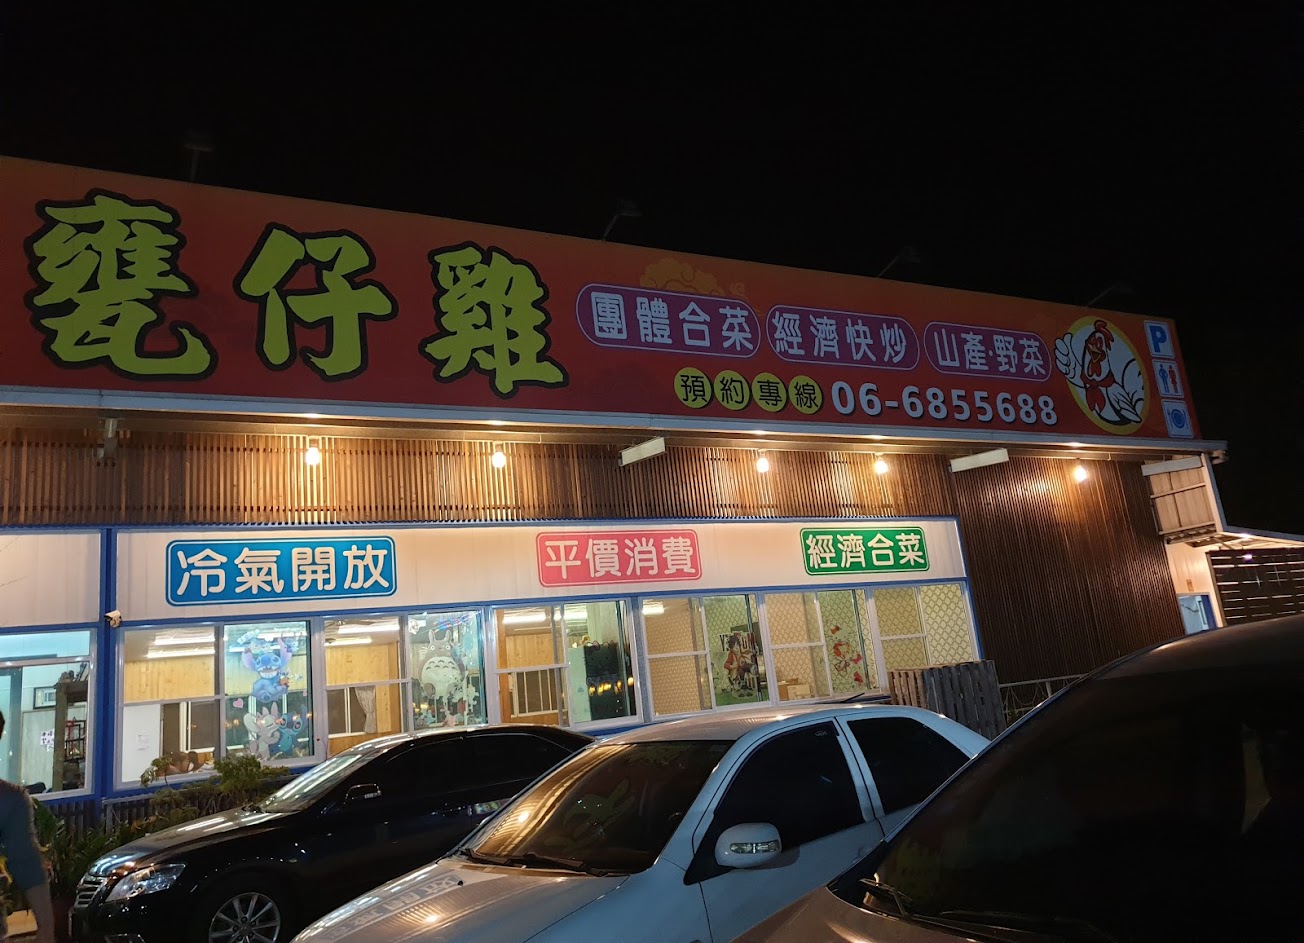 甕仔雞
團體合菜 經濟快炒 山產·野菜
預約專線 06-6855688
P
冷氣開放 平價消費 經濟合菜